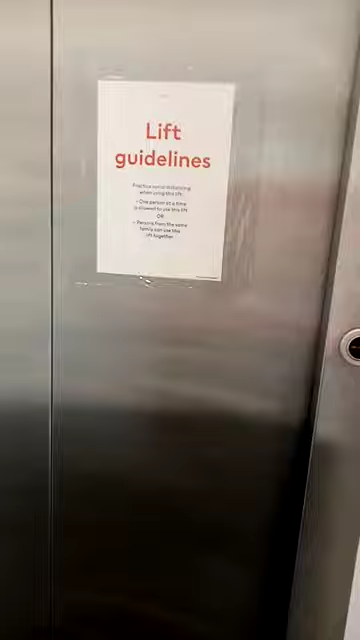 Lift
guidelines
Practice social distancing
when using this lift:
- One person at a time
is allowed to use this lift
OR
- Persons from the same
family can use the
lift together